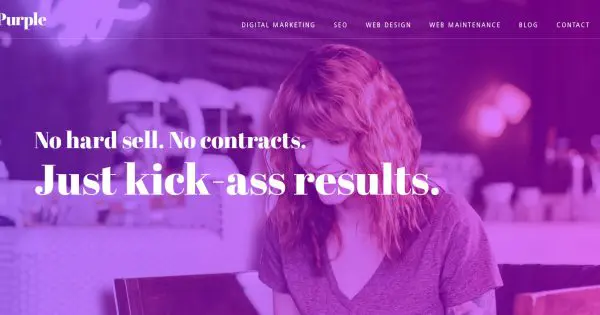 Purple
DIGITAL MARKETING SEO WEB DESIGN WEB MAINTENANCE BLOG CONTACT
No hard sell. No contracts.
Just kick-ass results.